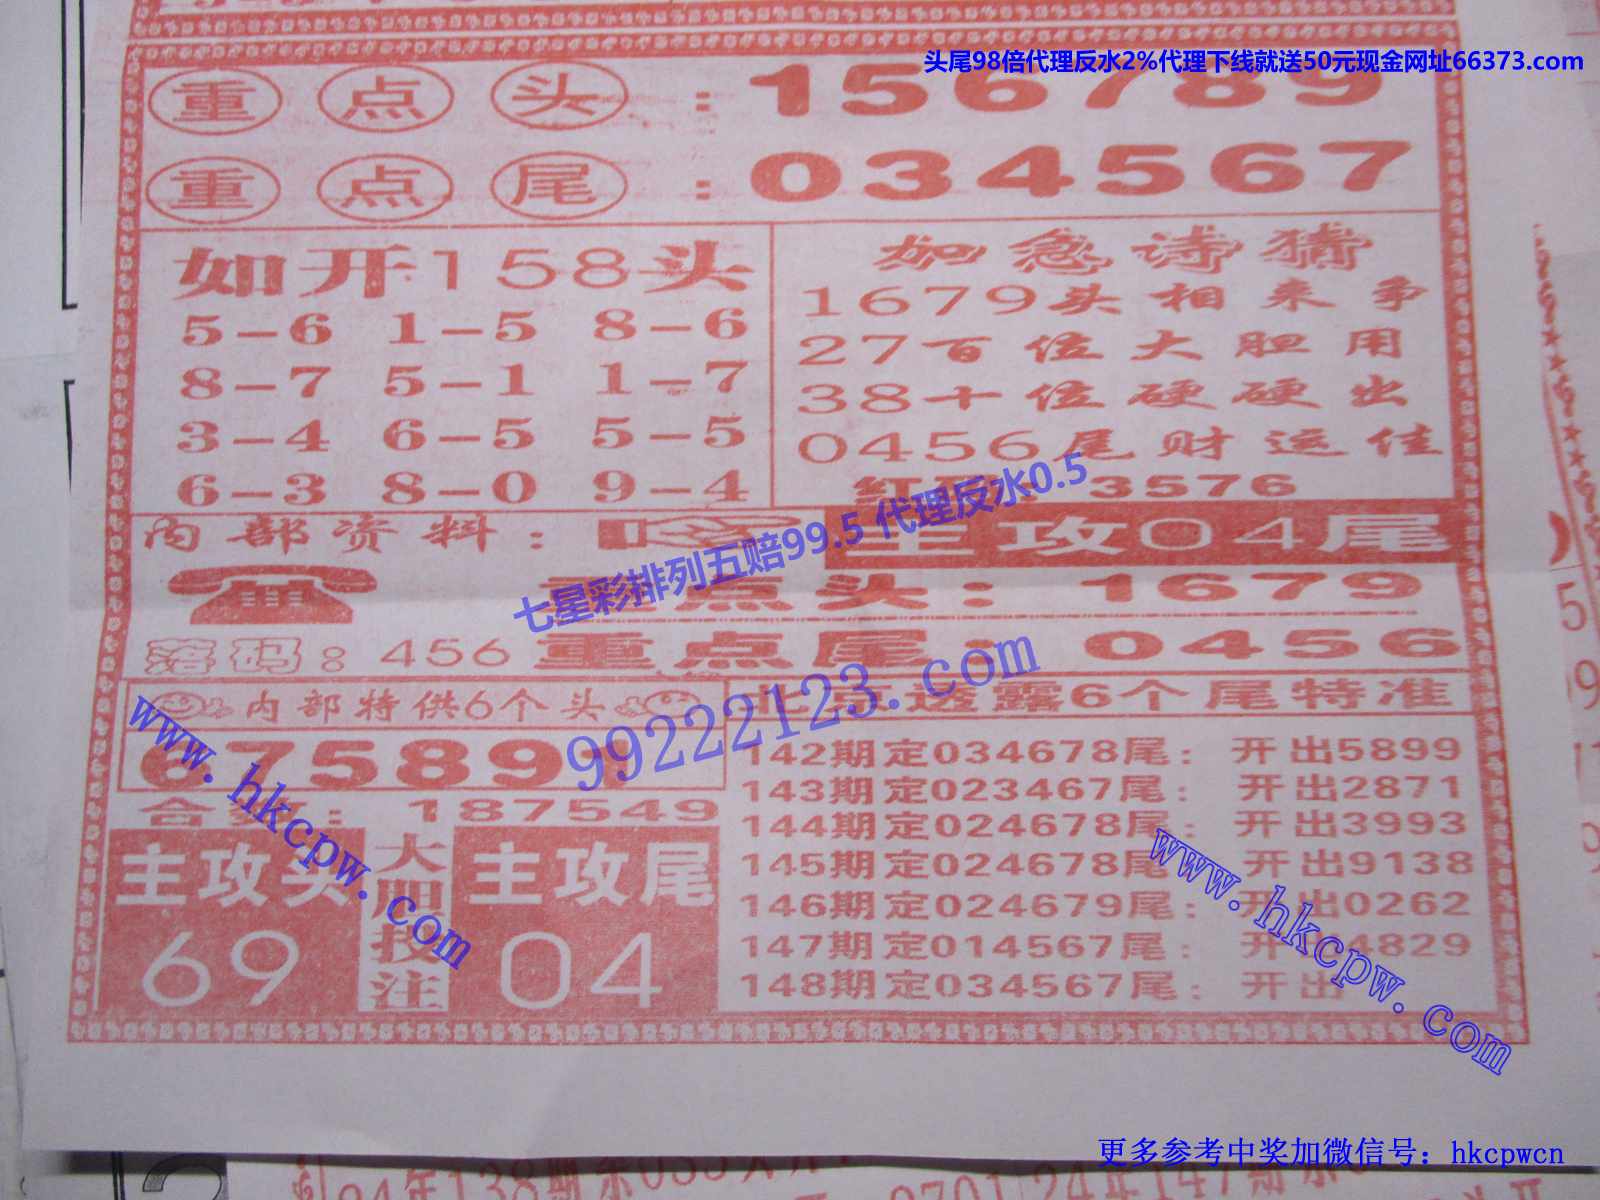 头尾98倍代理反水2%代理下线就送50元现金网址66373.com
重点头：156789
重点尾：034567
如开158头
5-6 1-5 8-6
8-7 5-1 1-7
3-4 6-5 5-5
6-3 8-0 9-4
如意诗猜
1679头相来争
27百位大胆用
38十位硬硬出
0456尾财运佳
3576
内部资料：
主攻04尾
重点头：1679
落码：456
重点尾：0456
七星彩排列五赔99.5 代理反水0.5
99222123.com
内部特供6个头
67589
合数：187549
主攻头
69
大胆投注
主攻尾
04
透露6个尾特准
142期定034678尾：开出5899
143期定023467尾：开出2871
144期定024678尾：开出3993
145期定024678尾：开出9138
146期定024679尾：开出0262
147期定014567尾：开出4829
148期定034567尾：开出
www.hkcpw.com
www.hkcpw.com
更多参考中奖加微信号：hkcpwcn